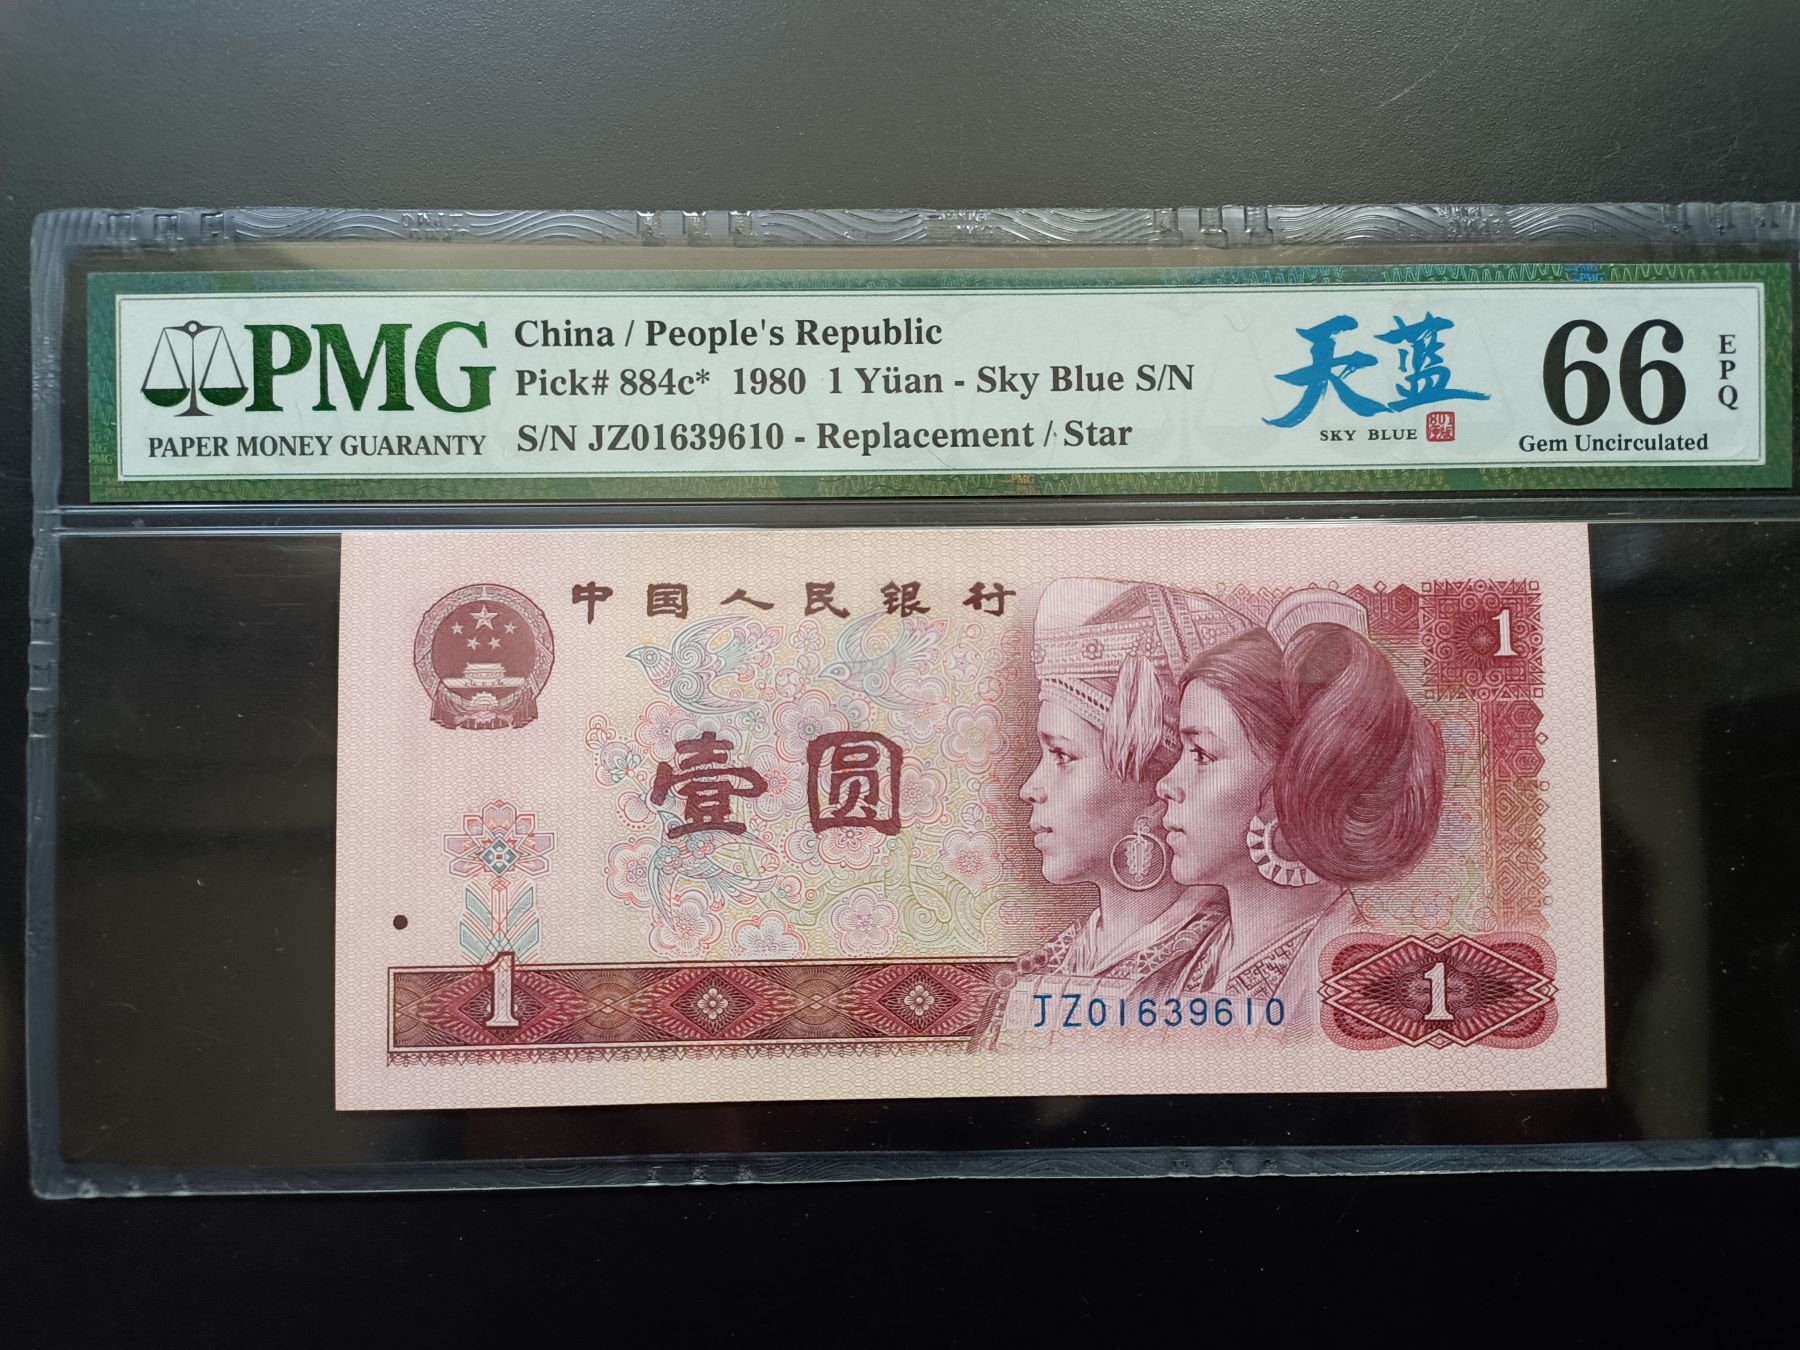 PMG
PAPER MONEY GUARANTY
China / People's Republic
Pick# 884c* 1980 1 Yüan - Sky Blue S/N
S/N JZ01639610 - Replacement / Star
天蓝
SKY BLUE
66
EPQ
Gem Uncirculated
中国人民银行
1
壹圆
1
JZ01639610
1